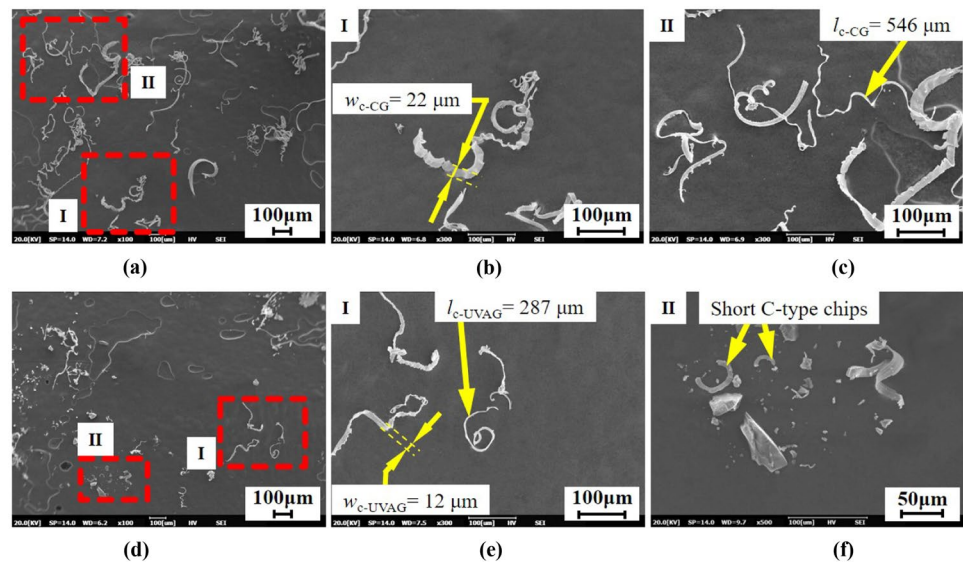 II
I
100μm
20.0[KV] SP=14.0 WD=7.2 x100 100[um] HV SEI
(a)
I
w c-CG= 22 μm
100μm
20.0[KV] SP=14.0 WD=6.8 x300 100[um] HV SEI
(b)
II
l c-CG = 546 μm
100μm
20.0[KV] SP=14.0 WD=6.9 x300 100[um] HV SEI
(c)
II
I
100μm
20.0[KV] SP=14.0 WD=6.2 x100 100[um] HV SEI
(d)
I
l c-UVAG = 287 μm
w c-UVAG= 12 μm
100μm
20.0[KV] SP=14.0 WD=7.5 x300 100[um] HV SEI
(e)
II
Short C-type chips
50μm
20.0[KV] SP=14.0 WD=9.7 x500 100[um] HV SEI
(f)